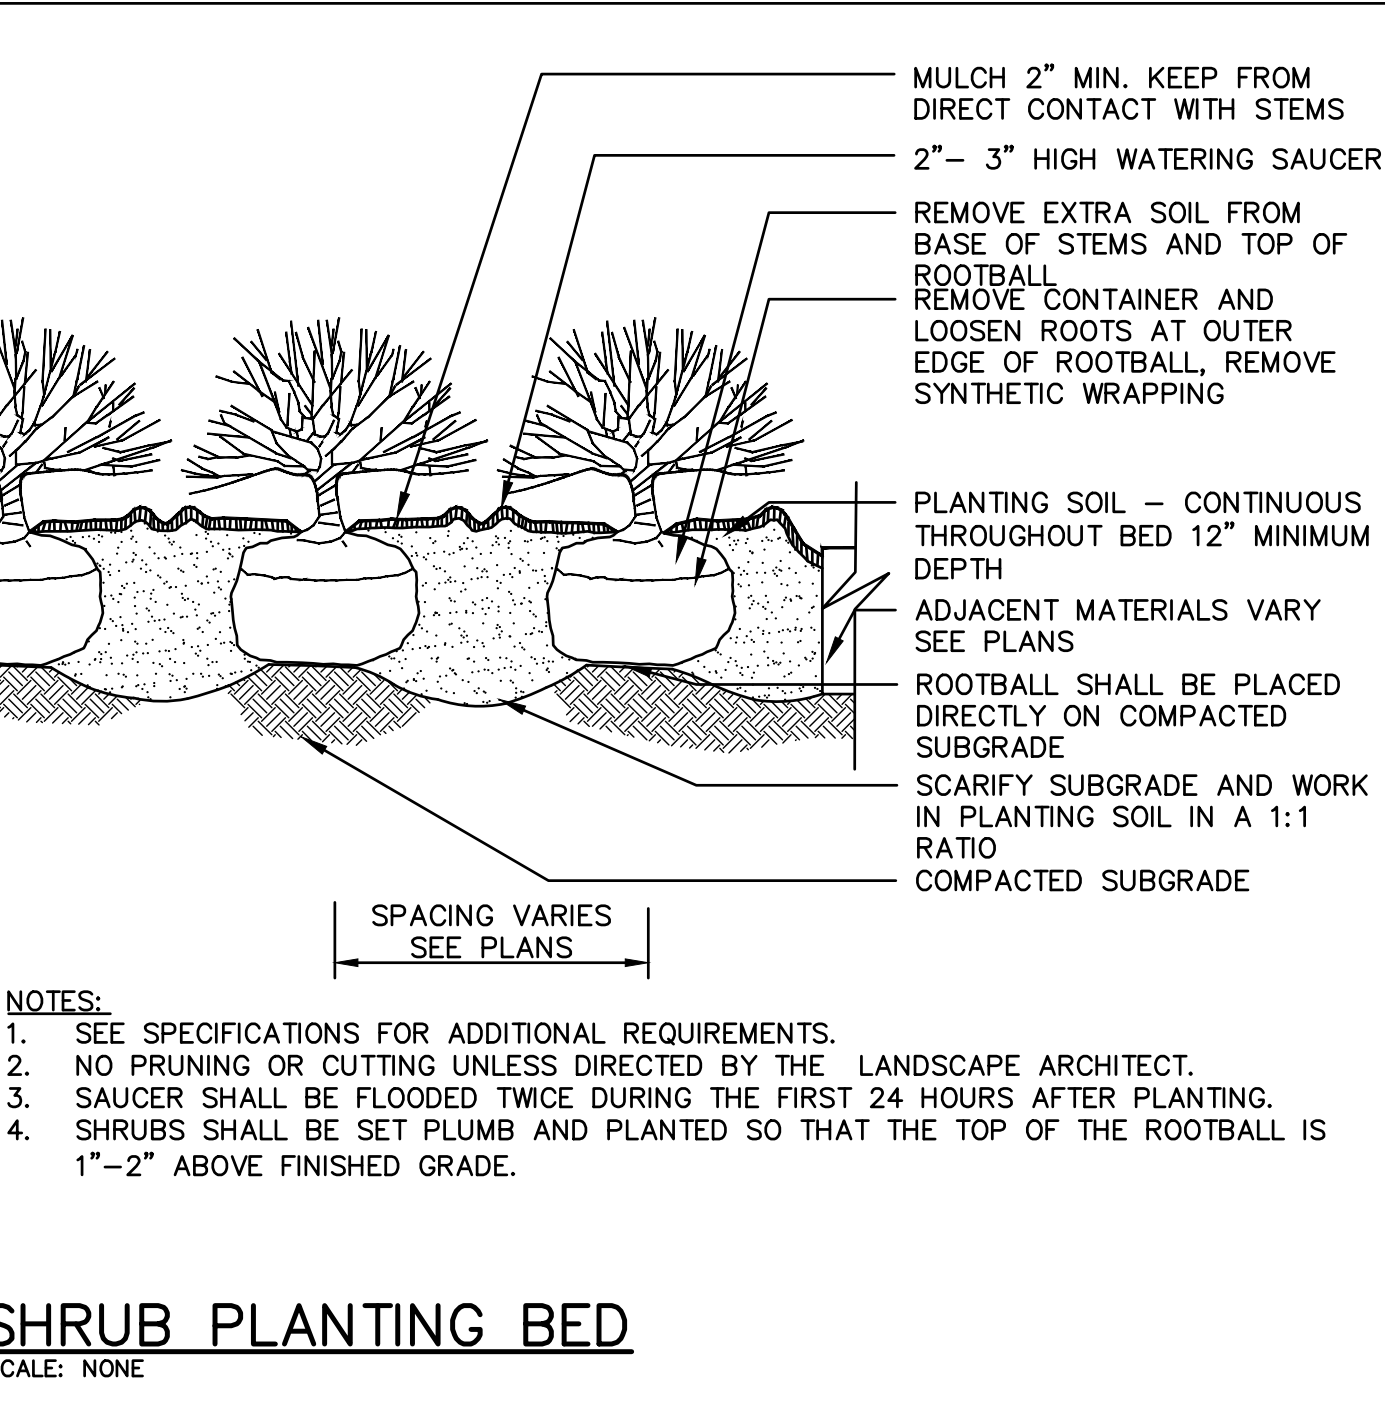 MULCH 2” MIN. KEEP FROM
DIRECT CONTACT WITH STEMS
2”– 3” HIGH WATERING SAUCER
REMOVE EXTRA SOIL FROM
BASE OF STEMS AND TOP OF
ROOTBALL
REMOVE CONTAINER AND
LOOSEN ROOTS AT OUTER
EDGE OF ROOTBALL, REMOVE
SYNTHETIC WRAPPING
PLANTING SOIL – CONTINUOUS
THROUGHOUT BED 12” MINIMUM
DEPTH
ADJACENT MATERIALS VARY
SEE PLANS
ROOTBALL SHALL BE PLACED
DIRECTLY ON COMPACTED
SUBGRADE
SCARIFY SUBGRADE AND WORK
IN PLANTING SOIL IN A 1:1
RATIO
COMPACTED SUBGRADE
SPACING VARIES
SEE PLANS
NOTES:
1. SEE SPECIFICATIONS FOR ADDITIONAL REQUIREMENTS.
2. NO PRUNING OR CUTTING UNLESS DIRECTED BY THE LANDSCAPE ARCHITECT.
3. SAUCER SHALL BE FLOODED TWICE DURING THE FIRST 24 HOURS AFTER PLANTING.
4. SHRUBS SHALL BE SET PLUMB AND PLANTED SO THAT THE TOP OF THE ROOTBALL IS
1”–2” ABOVE FINISHED GRADE.
SHRUB PLANTING BED
CALE: NONE